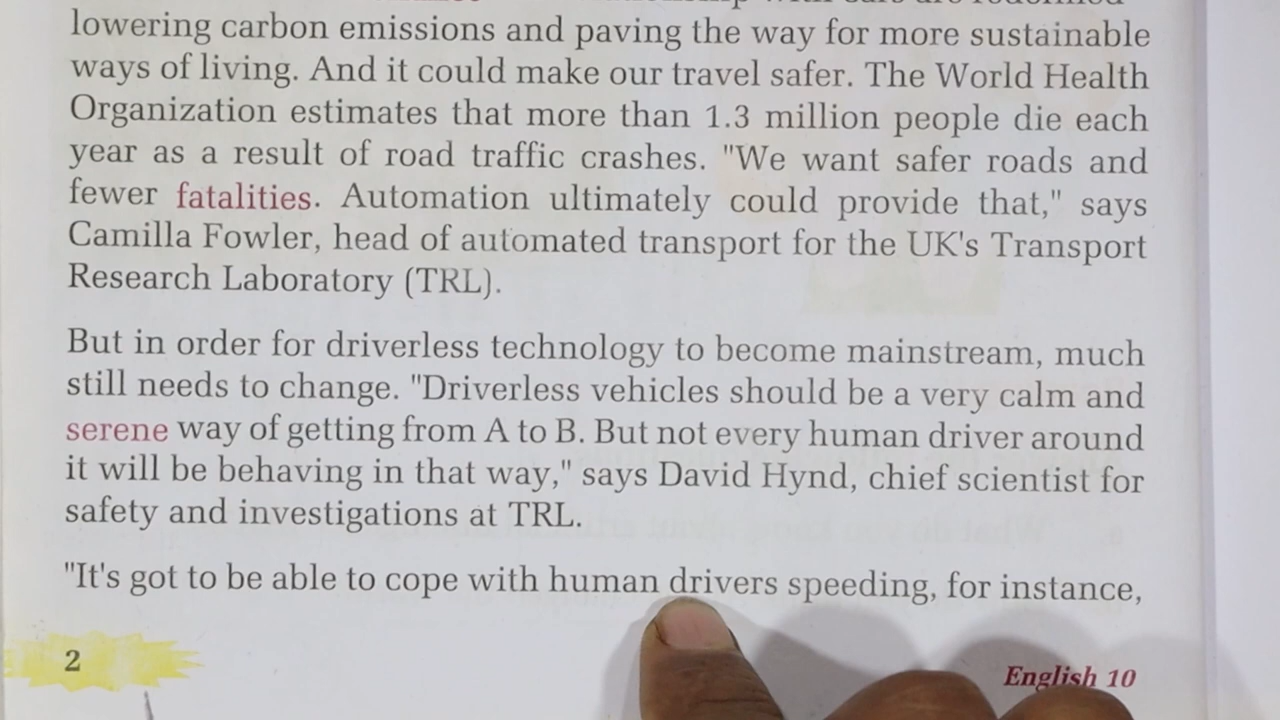 lowering carbon emissions and paving the way for more sustainable
ways of living. And it could make our travel safer. The World Health
Organization estimates that more than 1.3 million people die each
year as a result of road traffic crashes. "We want safer roads and
fewer fatalities. Automation ultimately could provide that," says
Camilla Fowler, head of automated transport for the UK's Transport
Research Laboratory (TRL).
But in order for driverless technology to become mainstream, much
still needs to change. "Driverless vehicles should be a very calm and
serene way of getting from A to B. But not every human driver around
it will be behaving in that way," says David Hynd, chief scientist for
safety and investigations at TRL.
"It's got to be able to cope with human drivers speeding, for instance,
2
English 10